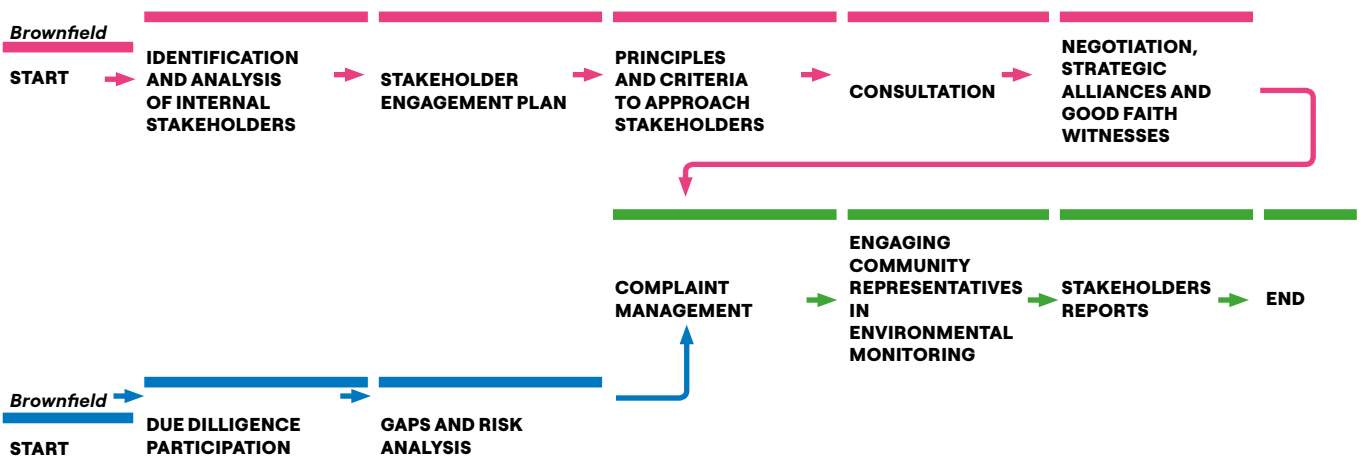 Brownfield
START
IDENTIFICATION
AND ANALYSIS
OF INTERNAL
STAKEHOLDERS
STAKEHOLDER
ENGAGEMENT PLAN
PRINCIPLES
AND CRITERIA
TO APPROACH
STAKEHOLDERS
CONSULTATION
NEGOTIATION,
STRATEGIC
ALLIANCES AND
GOOD FAITH
WITNESSES
COMPLAINT
MANAGEMENT
ENGAGING
COMMUNITY
REPRESENTATIVES
IN
ENVIRONMENTAL
MONITORING
STAKEHOLDERS
REPORTS
END
Brownfield
START
DUE DILLIGENCE
PARTICIPATION
GAPS AND RISK
ANALYSIS